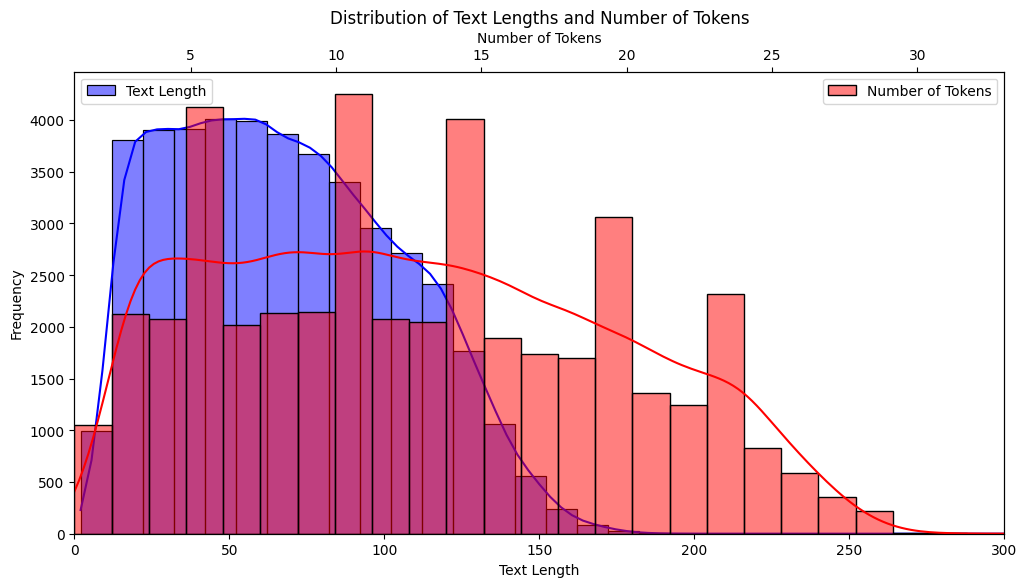 Distribution of Text Lengths and Number of Tokens
Number of Tokens
5 10 15 20 25 30
Text Length
Number of Tokens
Frequency
4000
3500
3000
2500
2000
1500
1000
500
0
0 50 100 150 200 250 300
Text Length